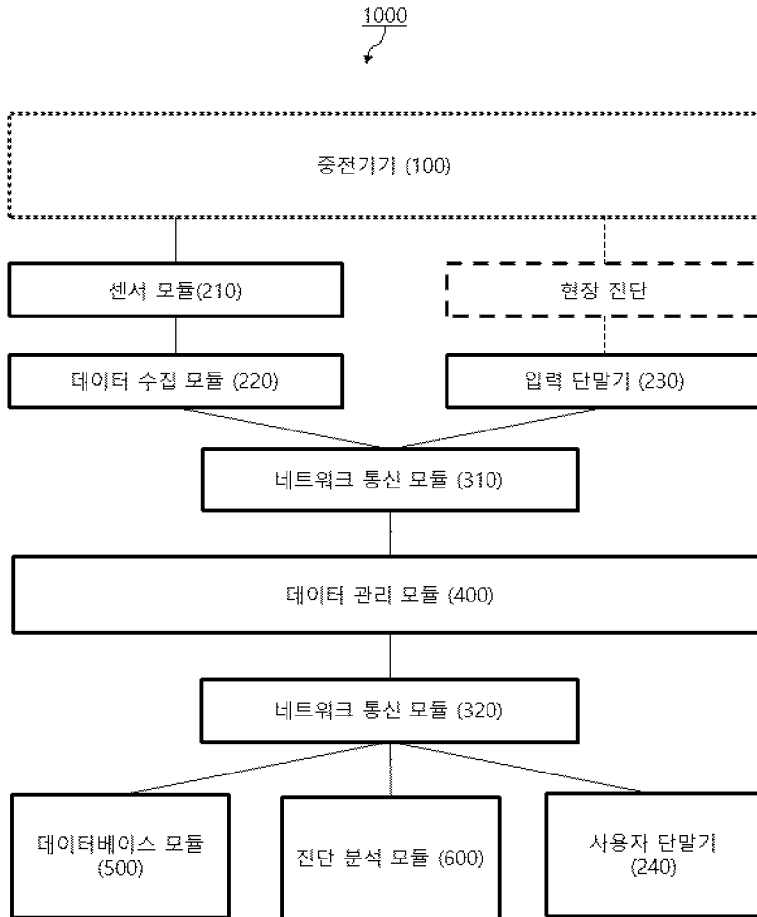 1000
중전기기 (100)
센서 모듈(210)
현장 진단
데이터 수집 모듈 (220)
입력 단말기 (230)
네트워크 통신 모듈 (310)
데이터 관리 모듈 (400)
네트워크 통신 모듈 (320)
데이터베이스 모듈
(500)
진단 분석 모듈 (600)
사용자 단말기
(240)